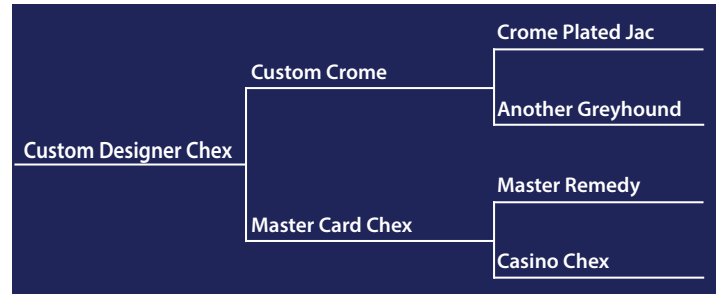 Crome Plated Jac
Custom Crome
Another Greyhound
Custom Designer Chex
Master Remedy
Master Card Chex
Casino Chex